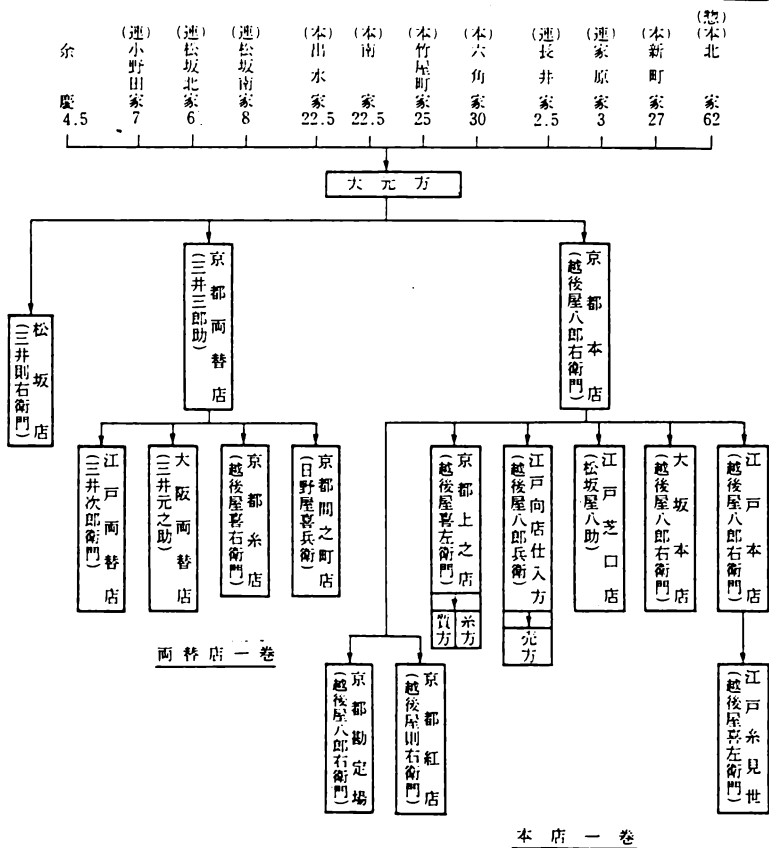 (惣)
(本)北家 62
(本)新町家 27
(連)家原家 3
(連)長井家 2.5
(本)六角家 30
(本)竹屋町家 25
(本)南家 22.5
(本)出水家 22.5
(連)松坂南家 8
(連)松坂北家 6
(連)小野田家 7
余慶 4.5
大元方
京都本店
(越後屋八郎右衛門)
京都両替店
(三井三郎助)
松坂店
(三井則右衛門)
江戸本店
(越後屋八郎右衛門)
大坂本店
(越後屋八郎右衛門)
江戸芝口店
(松坂屋八助)
江戸向店仕入方
(越後屋八郎兵衛)
売方
京都上之店
(越後屋喜左衛門)
糸方
質方
京都間之町店
(日野屋喜兵衛)
京都糸店
(越後屋喜右衛門)
大阪両替店
(三井元之助)
江戸両替店
(三井次郎衛門)
両替店一巻
江戸糸見世
(越後屋喜左衛門)
京都紅店
(越後屋則右衛門)
京都勘定場
(越後屋八郎右衛門)
本店一巻